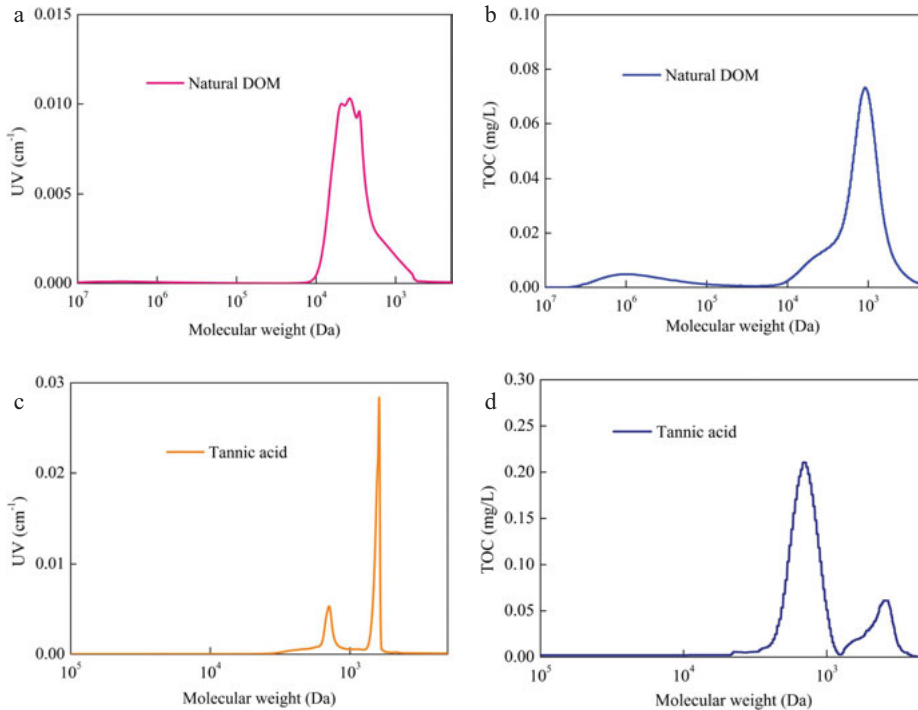 a
0.015
0.010
0.005
0.000
UV (cm⁻¹)
Natural DOM
10⁷ 10⁶ 10⁵ 10⁴ 10³
Molecular weight (Da)
b
0.10
0.08
0.06
0.04
0.02
0.00
TOC (mg/L)
Natural DOM
10⁷ 10⁶ 10⁵ 10⁴ 10³
Molecular weight (Da)
c
0.03
0.02
0.01
0.00
UV (cm⁻¹)
Tannic acid
10⁵ 10⁴ 10³
Molecular weight (Da)
d
0.30
0.25
0.20
0.15
0.10
0.05
0.00
TOC (mg/L)
Tannic acid
10⁵ 10⁴ 10³
Molecular weight (Da)